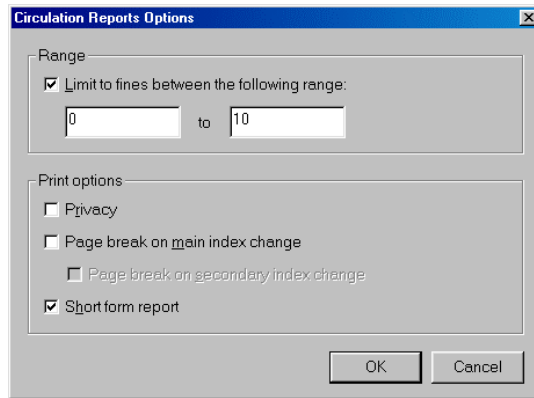 Circulation Reports Options
Range
Limit to fines between the following range:
0 to 10
Print options
Privacy
Page break on main index change
Page break on secondary index change
Short form report
OK Cancel